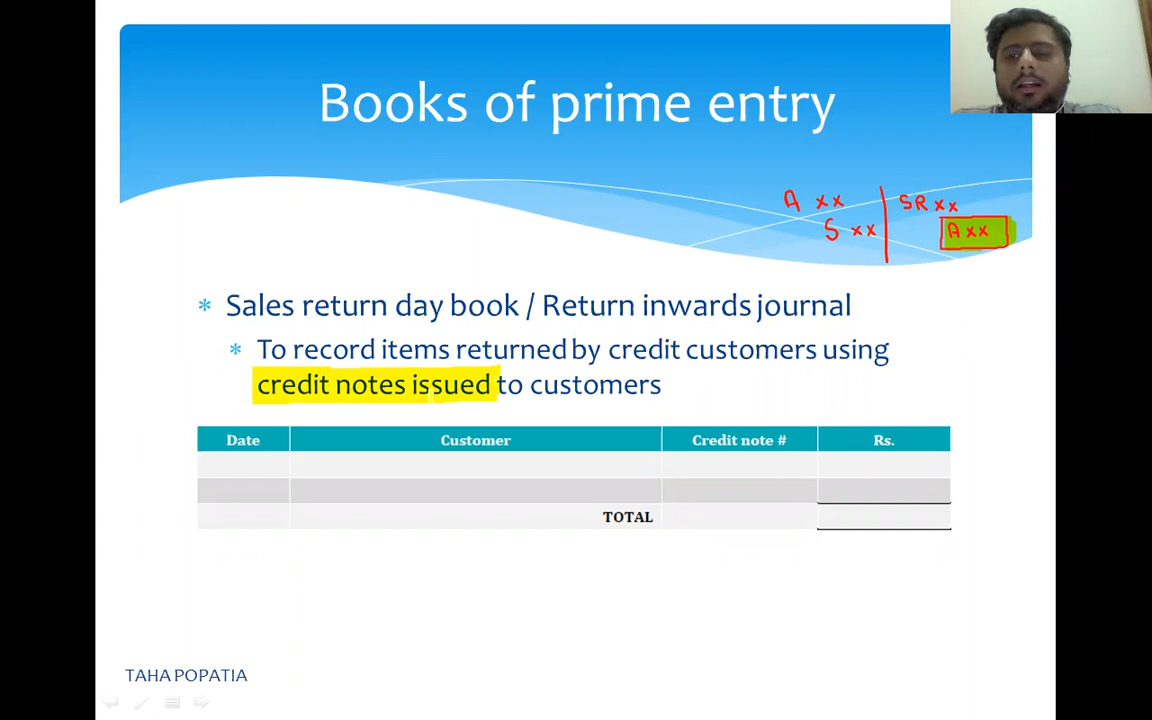 Books of prime entry
A xx | SR xx
S xx | A xx
* Sales return day book / Return inwards journal
* To record items returned by credit customers using
credit notes issued to customers
Date Customer Credit note # Rs.
TOTAL
TAHA POPATIA